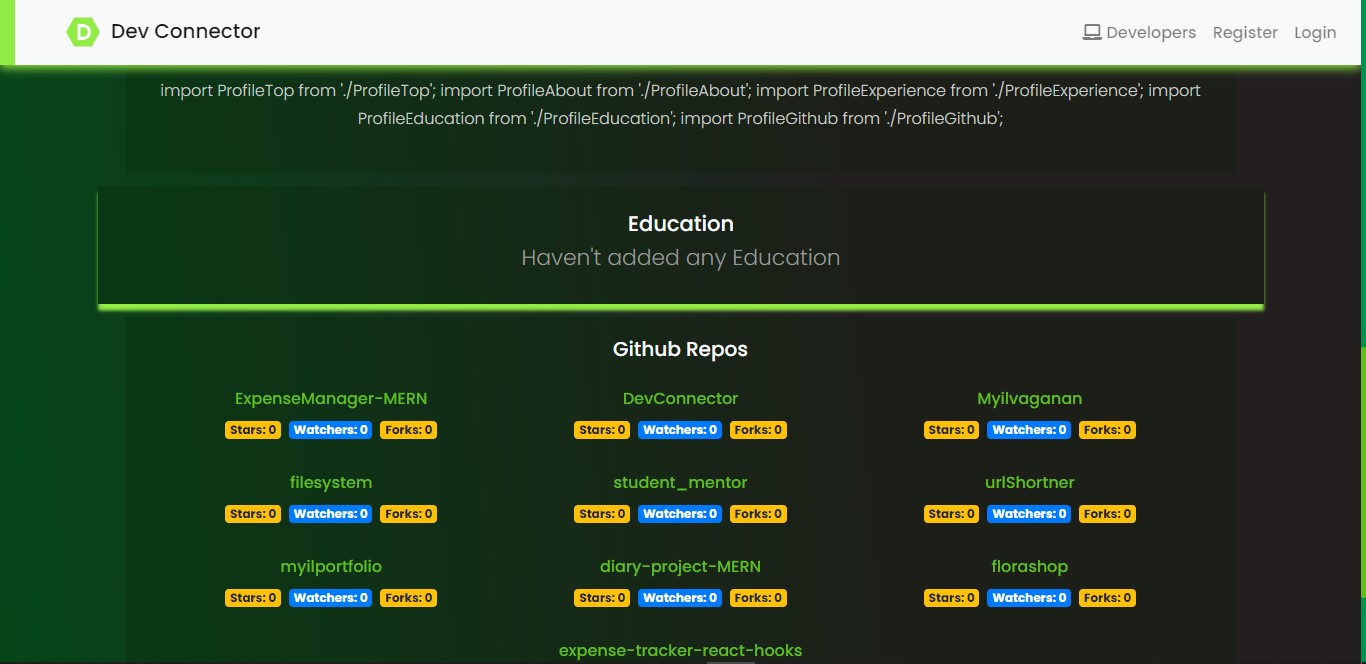 D Dev Connector Developers Register Login
import ProfileTop from './ProfileTop'; import ProfileAbout from './ProfileAbout'; import ProfileExperience from './ProfileExperience'; import
ProfileEducation from './ProfileEducation'; import ProfileGithub from './ProfileGithub';
Education
Haven't added any Education
Github Repos
ExpenseManager-MERN DevConnector Myilvaganan
Stars: 0 Watchers: 0 Forks: 0 Stars: 0 Watchers: 0 Forks: 0 Stars: 0 Watchers: 0 Forks: 0
filesystem student_mentor urlShortner
Stars: 0 Watchers: 0 Forks: 0 Stars: 0 Watchers: 0 Forks: 0 Stars: 0 Watchers: 0 Forks: 0
myilportfolio diary-project-MERN florashop
Stars: 0 Watchers: 0 Forks: 0 Stars: 0 Watchers: 0 Forks: 0 Stars: 0 Watchers: 0 Forks: 0
expense-tracker-react-hooks